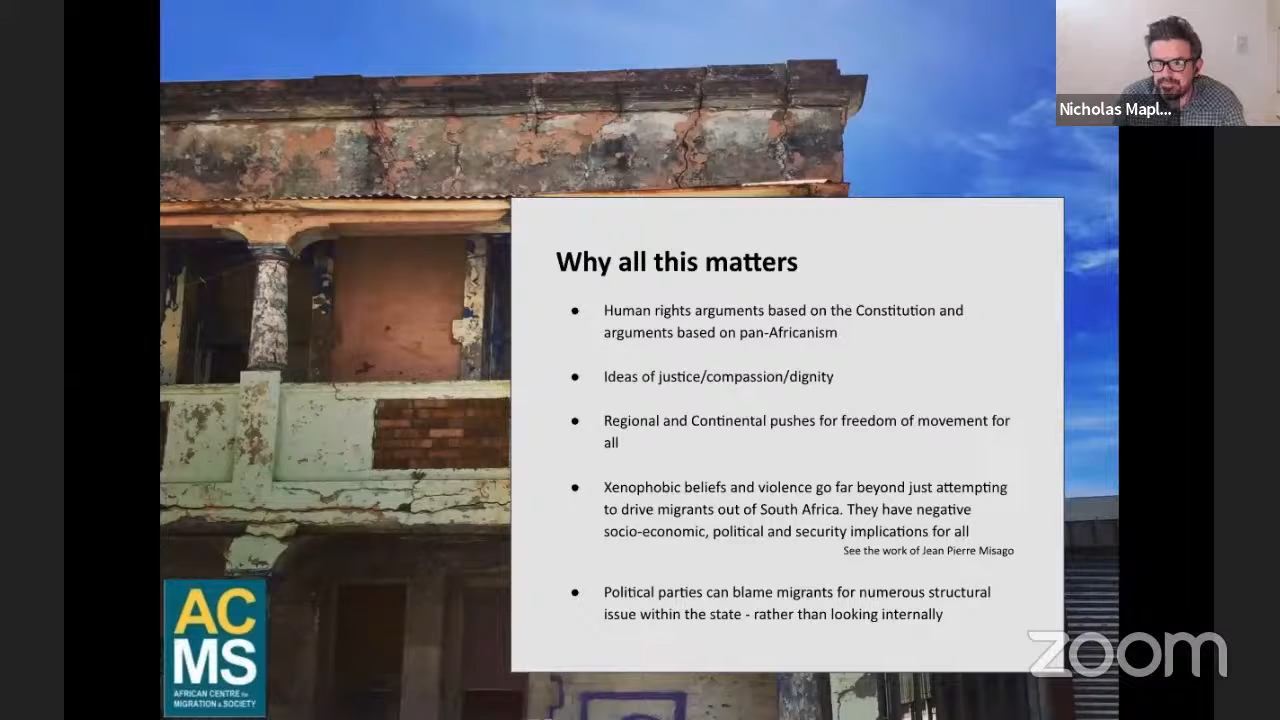 Nicholas Mapl...
Why all this matters
● Human rights arguments based on the Constitution and
arguments based on pan-Africanism
● Ideas of justice/compassion/dignity
● Regional and Continental pushes for freedom of movement for
all
● Xenophobic beliefs and violence go far beyond just attempting
to drive migrants out of South Africa. They have negative
socio-economic, political and security implications for all
See the work of Jean Pierre Misago
● Political parties can blame migrants for numerous structural
issue within the state - rather than looking internally
AC
MS
AFRICAN CENTRE for
MIGRATION & SOCIETY
zoom